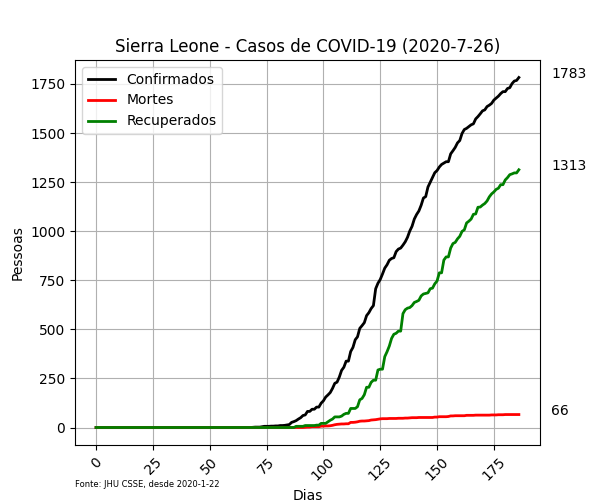 Sierra Leone - Casos de COVID-19 (2020-7-26)
Confirmados
Mortes
Recuperados
1783
1313
66
Pessoas
1750
1500
1250
1000
750
500
250
0
0
25
50
75
100
125
150
175
Fonte: JHU CSSE, desde 2020-1-22
Dias